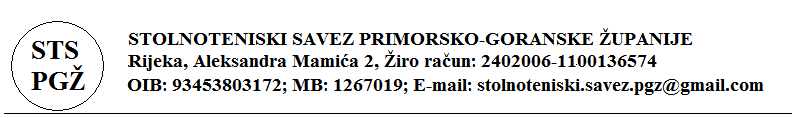 STS
PGŽ
STOLNOTENISKI SAVEZ PRIMORSKO-GORANSKE ŽUPANIJE
Rijeka, Aleksandra Mamića 2, Žiro račun: 2402006-1100136574
OIB: 93453803172; MB: 1267019; E-mail: stolnoteniski.savez.pgz@gmail.com